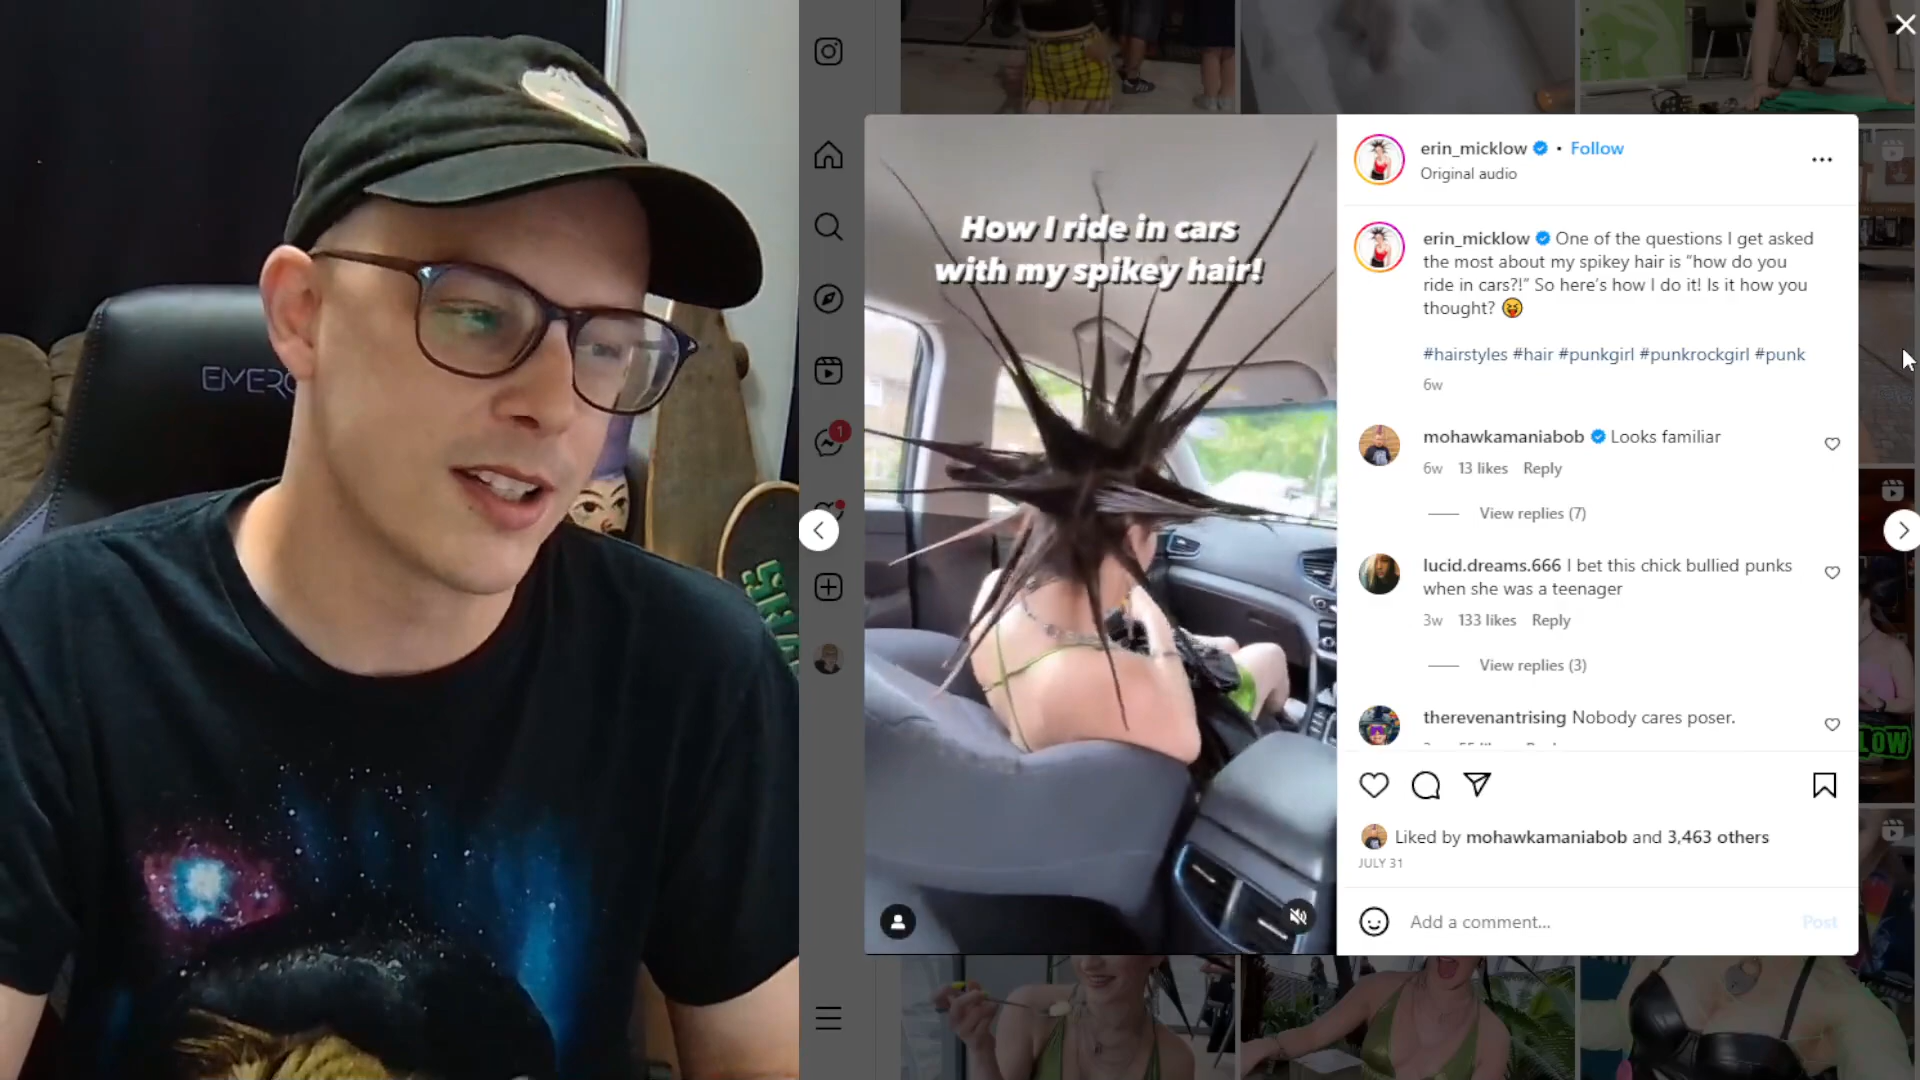 EMERG
How I ride in cars
with my spikey hair!
erin_micklow • Follow
Original audio
erin_micklow One of the questions I get asked
the most about my spikey hair is “how do you
ride in cars?!” So here’s how I do it! Is it how you
thought? 😝
#hairstyles #hair #punkgirl #punkrockgirl #punk
6w
mohawkamaniabob Looks familiar
6w 13 likes Reply
View replies (7)
lucid.dreams.666 I bet this chick bullied punks
when she was a teenager
3w 133 likes Reply
View replies (3)
therevenantrising Nobody cares poser.
Liked by mohawkamaniabob and 3,463 others
JULY 31
Add a comment... Post
1
LOW